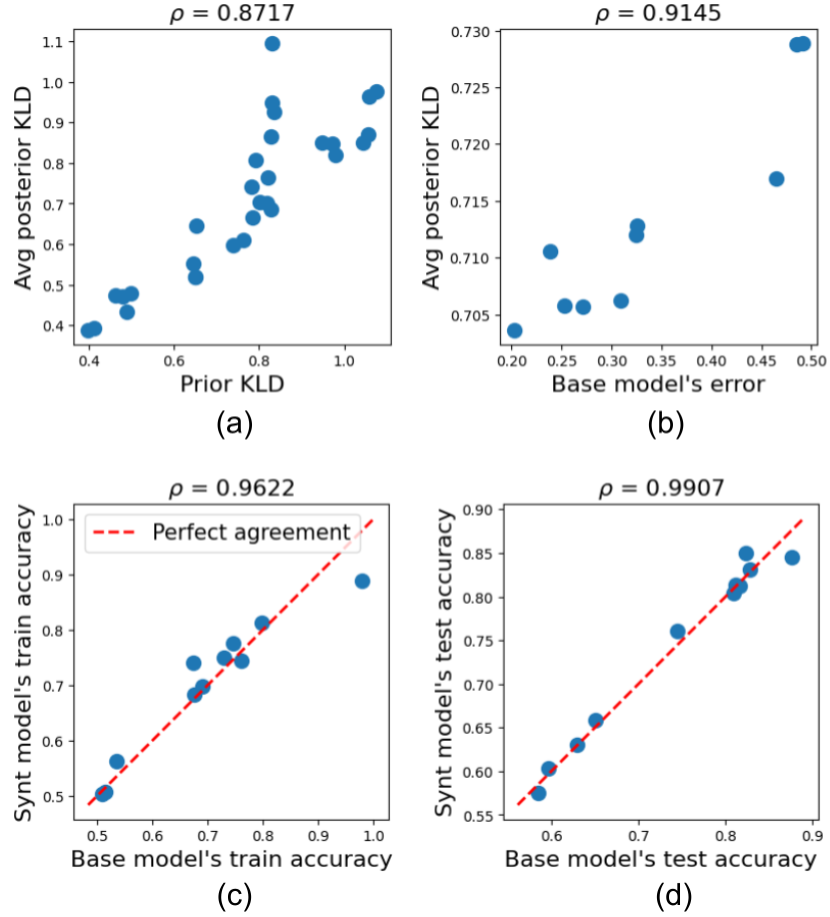 ρ = 0.8717
Avg posterior KLD
1.1
1.0
0.9
0.8
0.7
0.6
0.5
0.4
0.4 0.6 0.8 1.0
Prior KLD
(a)
ρ = 0.9145
Avg posterior KLD
0.730
0.725
0.720
0.715
0.710
0.705
0.20 0.25 0.30 0.35 0.40 0.45 0.50
Base model's error
(b)
ρ = 0.9622
Synt model's train accuracy
1.0
0.9
0.8
0.7
0.6
0.5
Perfect agreement
0.5 0.6 0.7 0.8 0.9 1.0
Base model's train accuracy
(c)
ρ = 0.9907
Synt model's test accuracy
0.90
0.85
0.80
0.75
0.70
0.65
0.60
0.55
0.6 0.7 0.8 0.9
Base model's test accuracy
(d)